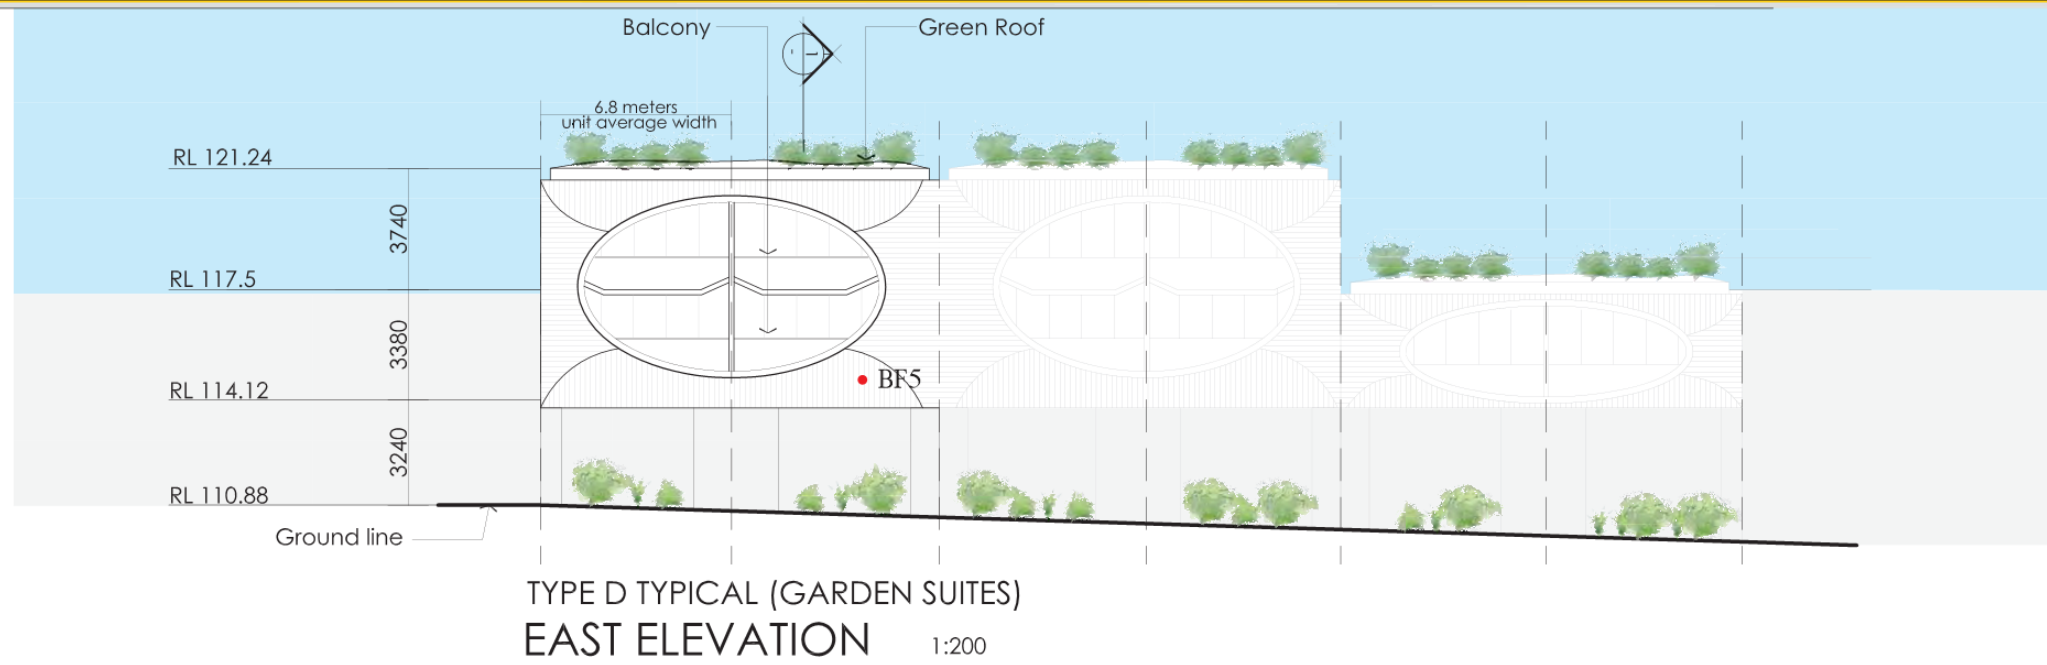 Balcony
Green Roof
1
-
6.8 meters
unit average width
RL 121.24
3740
RL 117.5
3380
RL 114.12
BF5
3240
RL 110.88
Ground line
TYPE D TYPICAL (GARDEN SUITES)
EAST ELEVATION 1:200